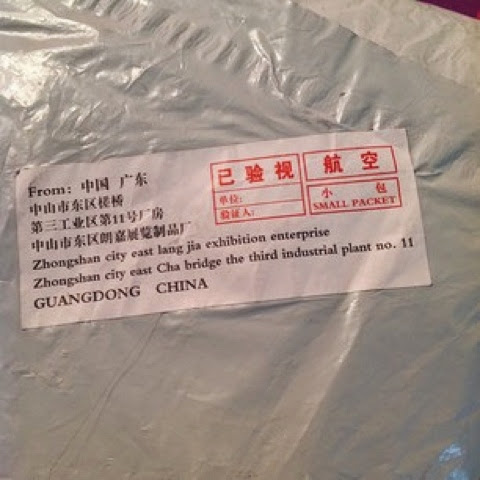 From: 中国 广东
中山市东区槎桥
第三工业区第11号厂房
中山市东区朗嘉展览制品厂
Zhongshan city east lang jia exhibition enterprise
Zhongshan city east Cha bridge the third industrial plant no. 11
GUANGDONG CHINA
已验视
单位:
验证人:
航空
小包
SMALL PACKET